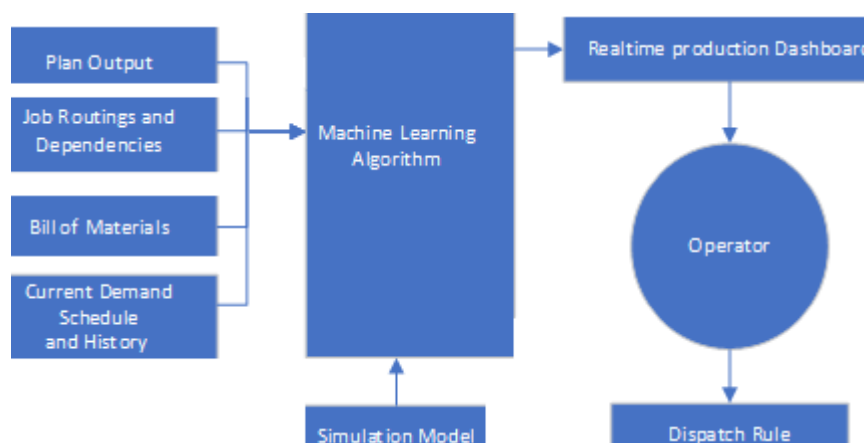 Plan Output
Job Routings and
Dependencies
Bill of Materials
Current Demand
Schedule
and History
Machine Learning
Algorithm
Simulation Model
Realtime production Dashboard
Operator
Dispatch Rule